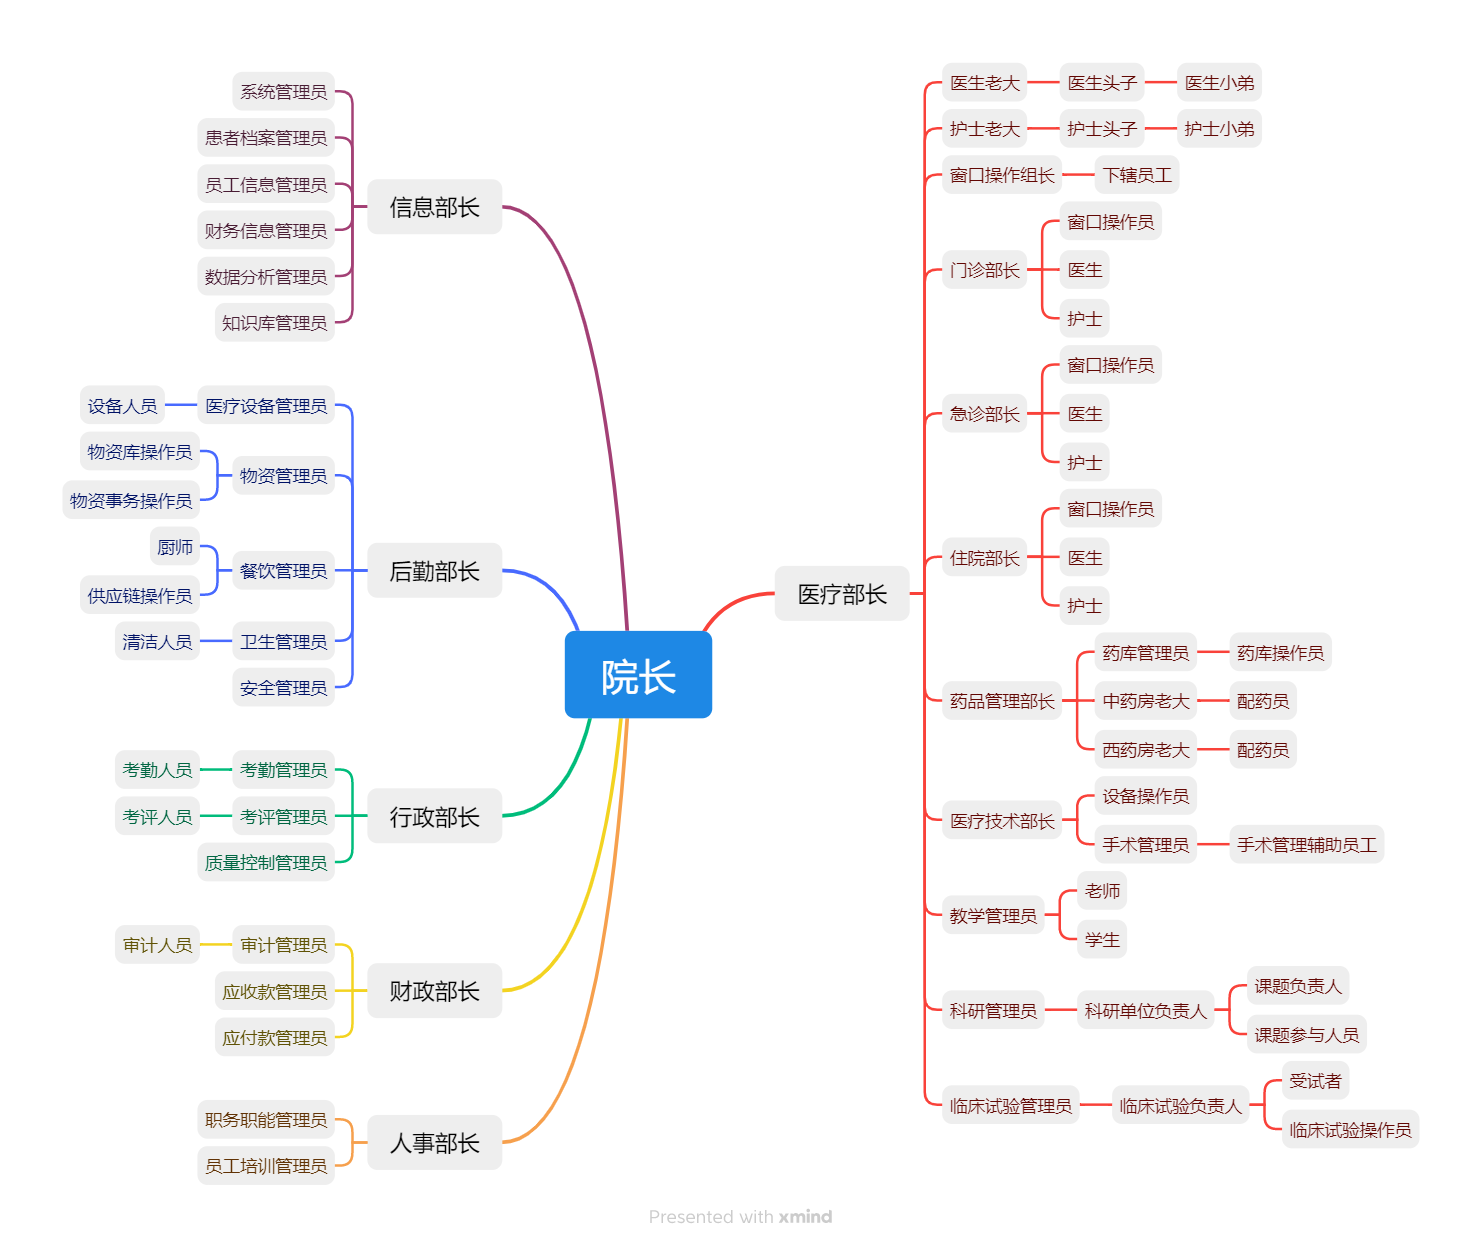 院长
信息部长
系统管理员
患者档案管理员
员工信息管理员
财务信息管理员
数据分析管理员
知识库管理员
后勤部长
医疗设备管理员
设备人员
物资管理员
物资库操作员
物资事务操作员
餐饮管理员
厨师
供应链操作员
卫生管理员
清洁人员
安全管理员
行政部长
考勤管理员
考勤人员
考评管理员
考评人员
质量控制管理员
财政部长
审计管理员
审计人员
应收款管理员
应付款管理员
人事部长
职务职能管理员
员工培训管理员
医疗部长
医生老大
医生头子
医生小弟
护士老大
护士头子
护士小弟
窗口操作组长
下辖员工
门诊部长
窗口操作员
医生
护士
急诊部长
窗口操作员
医生
护士
住院部长
窗口操作员
医生
护士
药品管理部长
药库管理员
药库操作员
中药房老大
配药员
西药房老大
配药员
医疗技术部长
设备操作员
手术管理员
手术管理辅助员工
教学管理员
老师
学生
科研管理员
科研单位负责人
课题负责人
课题参与人员
临床试验管理员
临床试验负责人
受试者
临床试验操作员
Presented with xmind